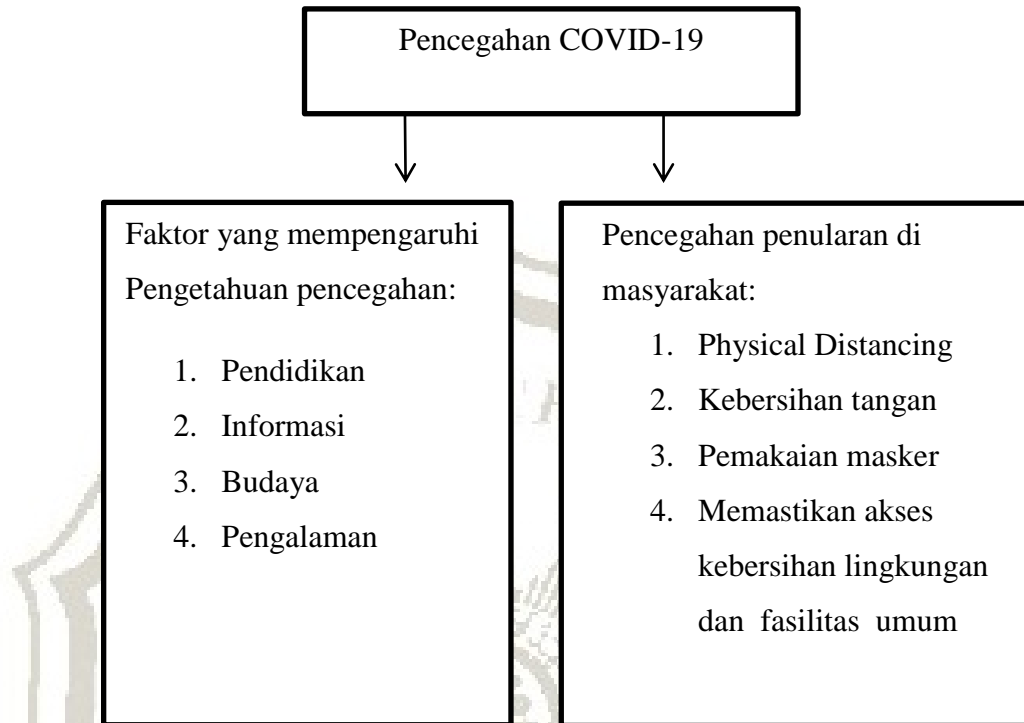 Pencegahan COVID-19
Faktor yang mempengaruhi
Pengetahuan pencegahan:
1. Pendidikan
2. Informasi
3. Budaya
4. Pengalaman
Pencegahan penularan di
masyarakat:
1. Physical Distancing
2. Kebersihan tangan
3. Pemakaian masker
4. Memastikan akses
kebersihan lingkungan
dan fasilitas umum